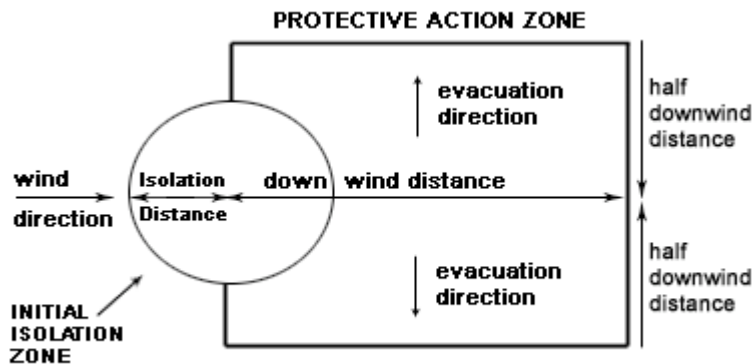 PROTECTIVE ACTION ZONE
evacuation
direction
half
downwind
distance
wind
direction
Isolation
Distance
down wind distance
evacuation
direction
half
downwind
distance
INITIAL
ISOLATION
ZONE